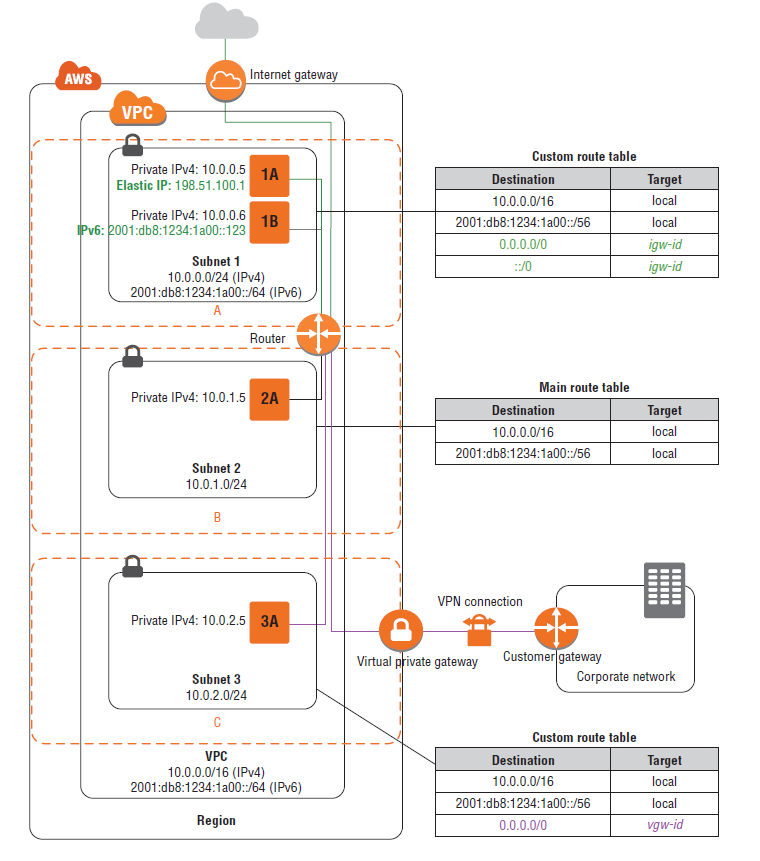 Internet gateway
AWS
VPC
Private IPv4: 10.0.0.5
Elastic IP: 198.51.100.1
1A
Private IPv4: 10.0.0.6
IPv6: 2001:db8:1234:1a00::123
1B
Subnet 1
10.0.0.0/24 (IPv4)
2001:db8:1234:1a00::/64 (IPv6)
A
Custom route table
Destination Target
10.0.0.0/16 local
2001:db8:1234:1a00::/56 local
0.0.0.0/0 igw-id
::/0 igw-id
Router
Private IPv4: 10.0.1.5
2A
Subnet 2
10.0.1.0/24
B
Main route table
Destination Target
10.0.0.0/16 local
2001:db8:1234:1a00::/56 local
Private IPv4: 10.0.2.5
3A
Subnet 3
10.0.2.0/24
C
Virtual private gateway
VPN connection
Customer gateway
Corporate network
VPC
10.0.0.0/16 (IPv4)
2001:db8:1234:1a00::/64 (IPv6)
Region
Custom route table
Destination Target
10.0.0.0/16 local
2001:db8:1234:1a00::/56 local
0.0.0.0/0 vgw-id